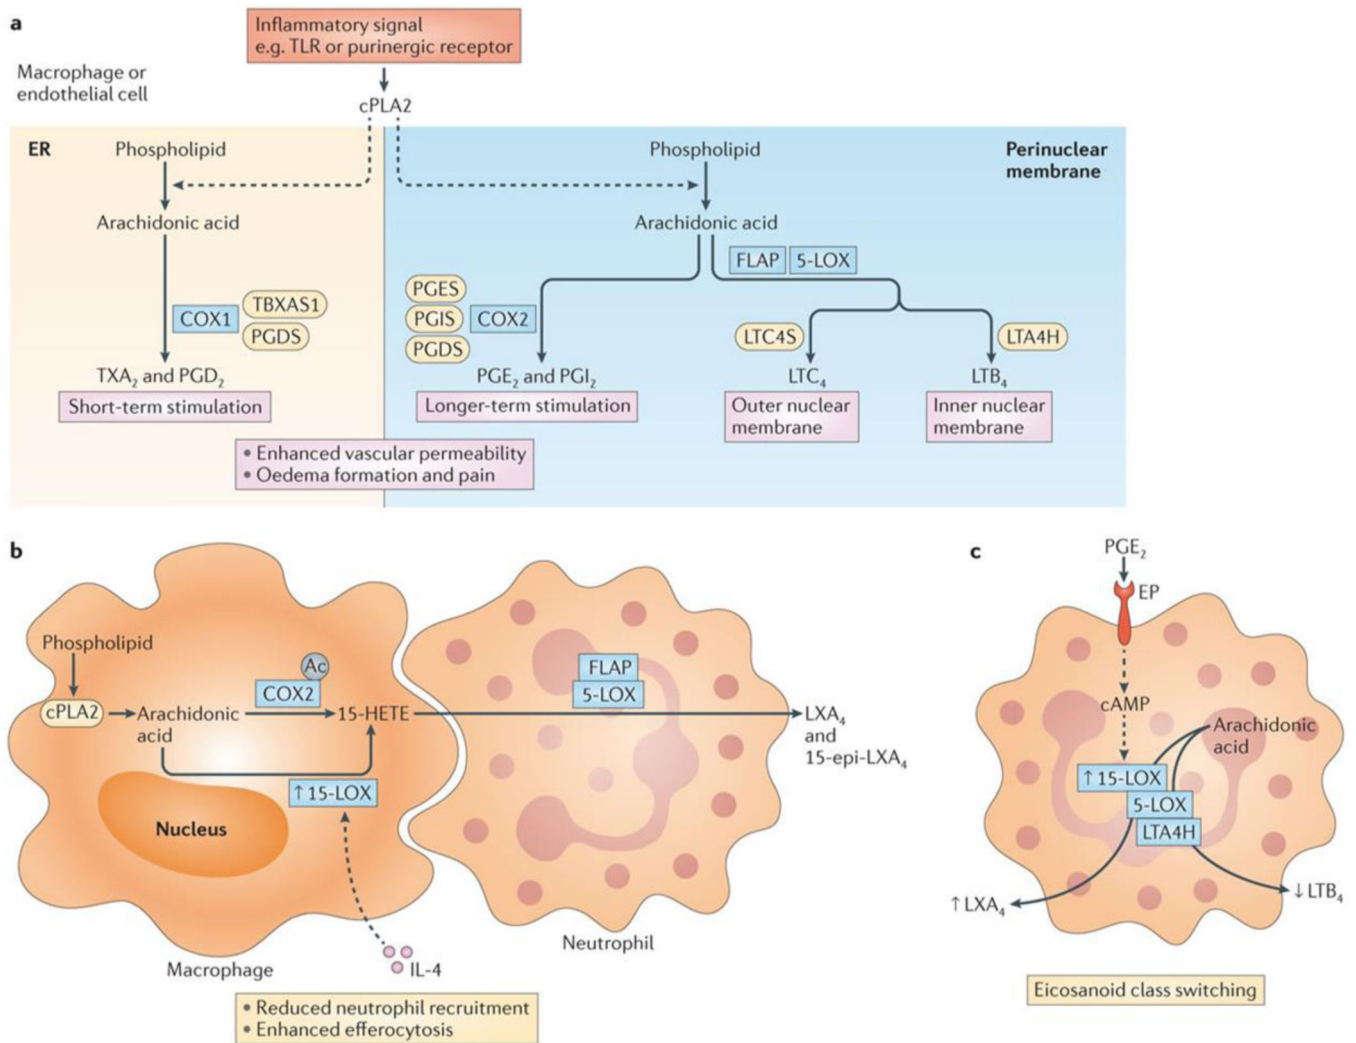 a
Inflammatory signal
e.g. TLR or purinergic receptor
Macrophage or
endothelial cell
cPLA2
ER
Phospholipid
Arachidonic acid
COX1
TBXAS1
PGDS
TXA₂ and PGD₂
Short-term stimulation
Perinuclear
membrane
Phospholipid
Arachidonic acid
FLAP 5-LOX
PGES
PGIS
PGDS
COX2
LTC4S
LTA4H
PGE₂ and PGI₂
Longer-term stimulation
LTC₄
Outer nuclear
membrane
LTB₄
Inner nuclear
membrane
• Enhanced vascular permeability
• Oedema formation and pain
b
Phospholipid
cPLA2
Arachidonic
acid
Ac
COX2
15-HETE
↑ 15-LOX
Nucleus
Macrophage
IL-4
FLAP
5-LOX
Neutrophil
LXA₄
and
15-epi-LXA₄
• Reduced neutrophil recruitment
• Enhanced efferocytosis
c
PGE₂
EP
cAMP
Arachidonic
acid
↑ 15-LOX
5-LOX
LTA4H
↑ LXA₄
↓ LTB₄
Eicosanoid class switching